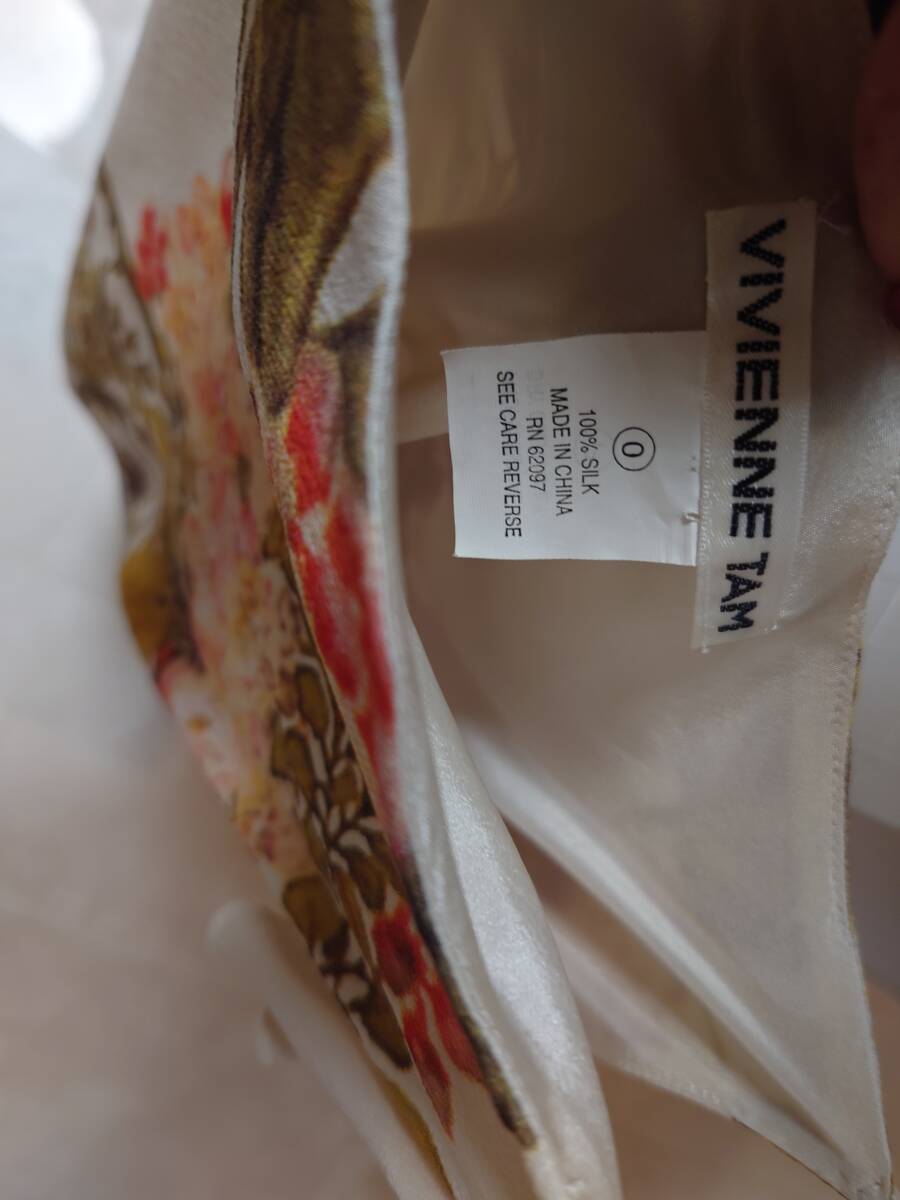 VIVIENNE TAM
0
100% SILK
MADE IN CHINA
RN 62097
SEE CARE REVERSE